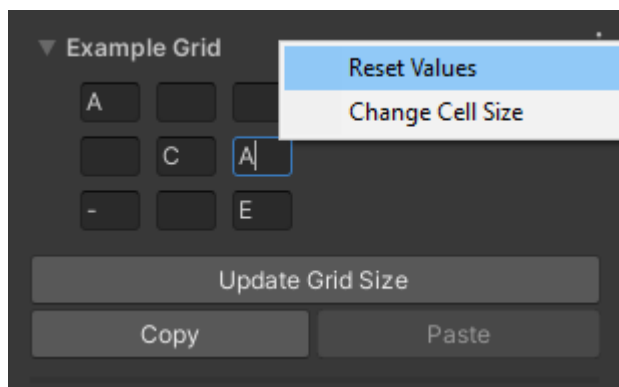 Example Grid
Reset Values
Change Cell Size
A
C A
- E
Update Grid Size
Copy Paste